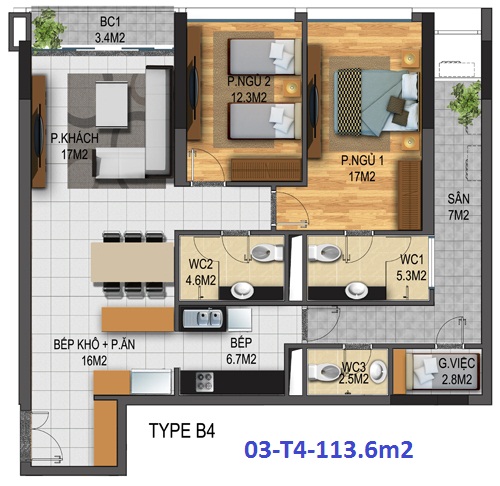 BC1
3.4M2
P.NGỦ 2
12.3M2
P.KHÁCH
17M2
P.NGỦ 1
17M2
SÂN
7M2
WC2
4.6M2
WC1
5.3M2
BẾP KHÔ + P.ĂN
16M2
BẾP
6.7M2
WC3
2.5M2
G.VIỆC
2.8M2
TYPE B4
03-T4-113.6m2